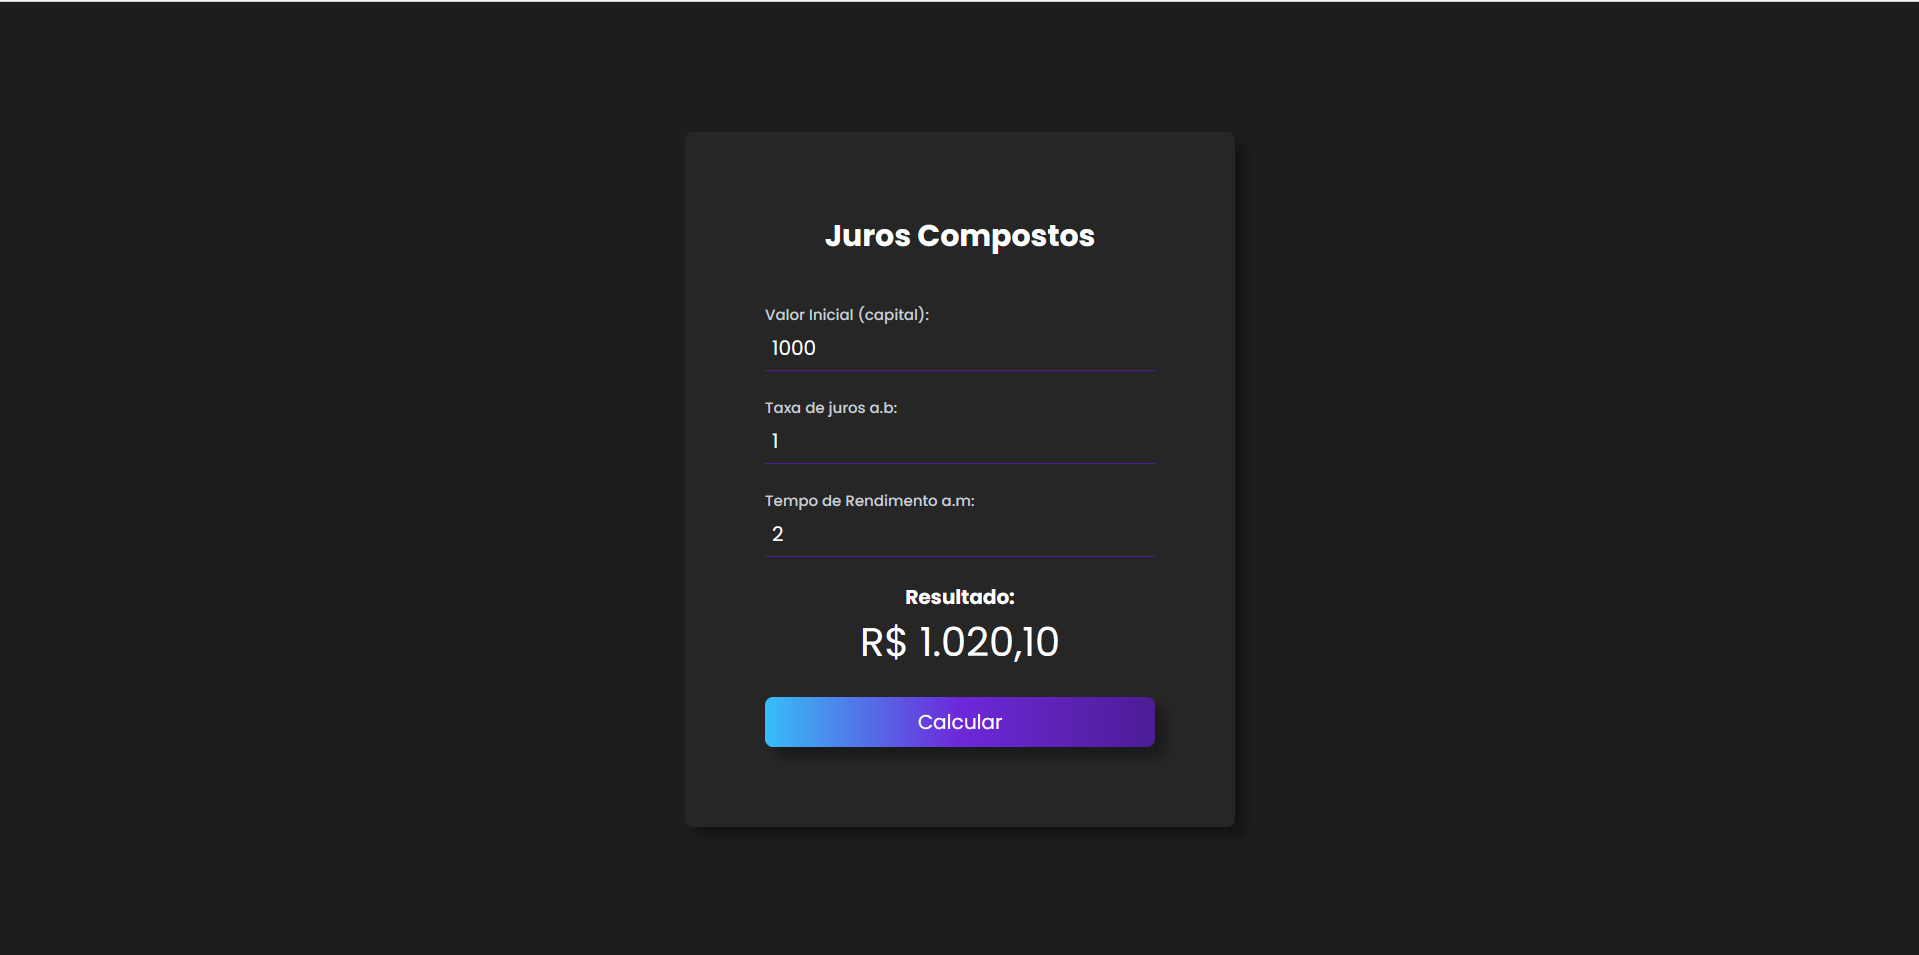 Juros Compostos
Valor Inicial (capital):
1000
Taxa de juros a.b:
1
Tempo de Rendimento a.m:
2
Resultado:
R$ 1.020,10
Calcular